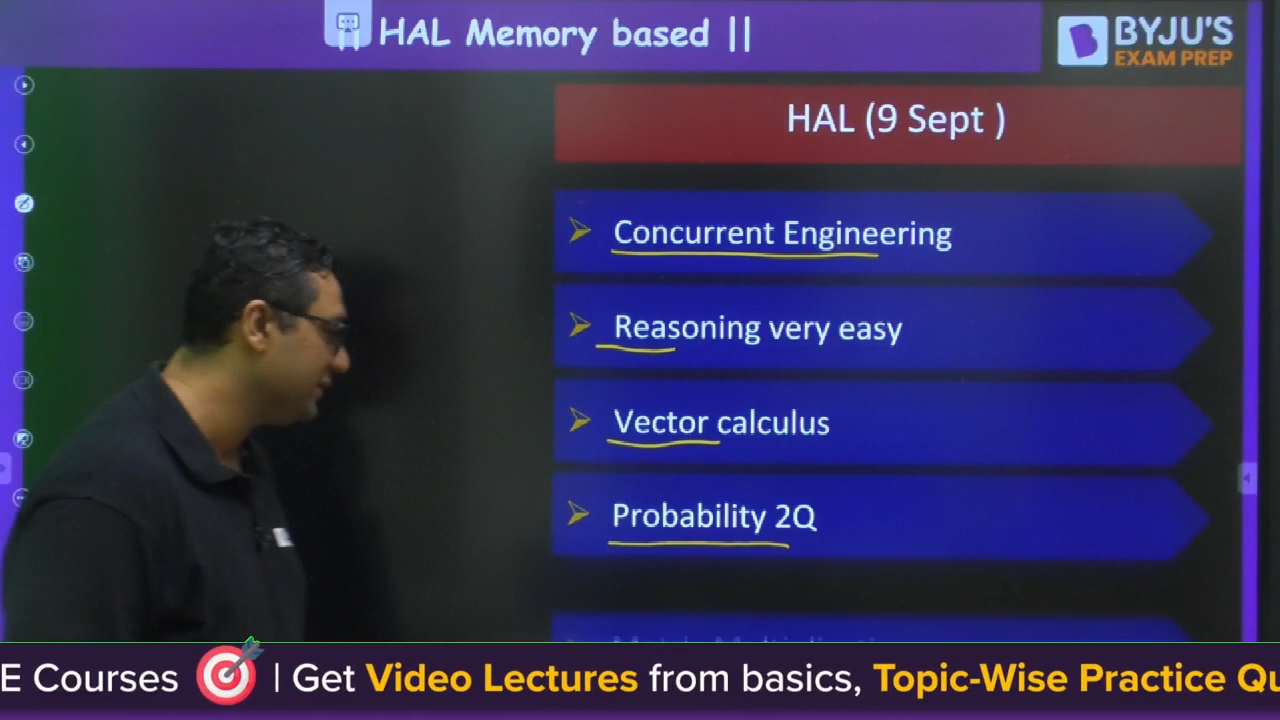 HAL Memory based ||
BYJU'S
EXAM PREP
HAL (9 Sept )
Concurrent Engineering
Reasoning very easy
Vector calculus
Probability 2Q
E Courses | Get Video Lectures from basics, Topic-Wise Practice Qu